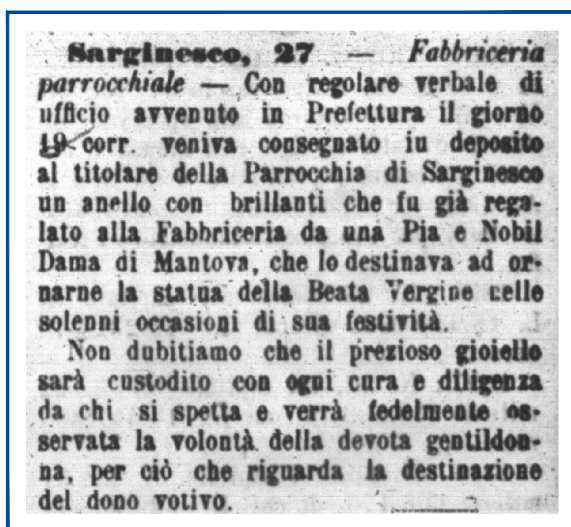 Sarginesco, 27 — Fabbriceria
parrocchiale — Con regolare verbale di
ufficio avvenuto in Prefettura il giorno
19 corr. veniva consegnato in deposito
al titolare della Parrocchia di Sarginesco
un anello con brillanti che fu già rega-
lato alla Fabbriceria da una Pia e Nobil
Dama di Mantova, che lo destinava ad or-
narne la statua della Beata Vergine nelle
solenni occasioni di sua festività.
Non dubitiamo che il prezioso gioiello
sarà custodito con ogni cura e diligenza
da chi si spetta e verrà fedelmente os-
servata la volontà della devota gentildon-
na, per ciò che riguarda la destinazione
del dono votivo.